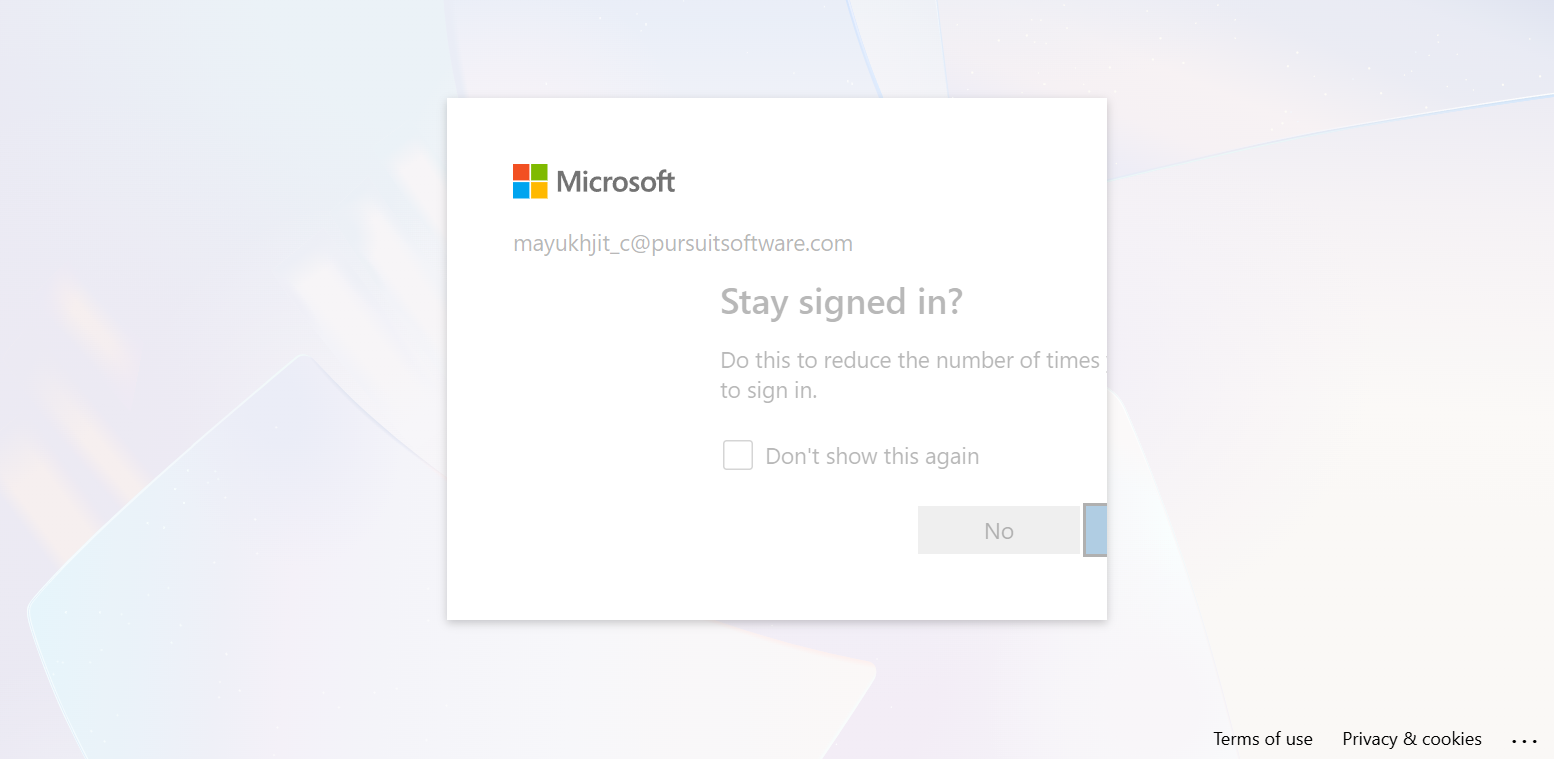 Microsoft
mayukhjit_c@pursuitsoftware.com
Stay signed in?
Do this to reduce the number of times
to sign in.
Don't show this again
No
Terms of use
Privacy & cookies
...